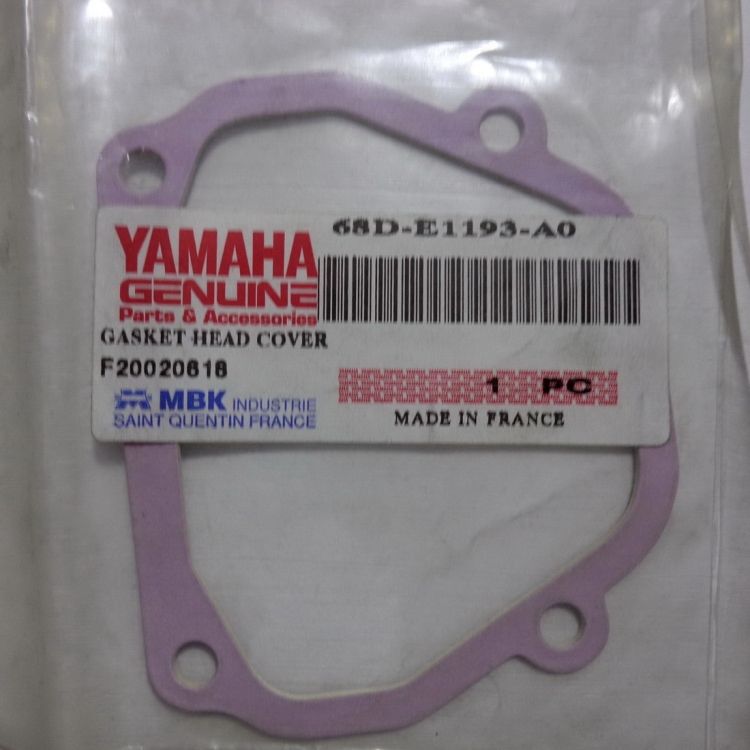 68D-E1193-A0
YAMAHA
GENUINE
Parts & Accessories
GASKET HEAD COVER
F20020618
1 PC
MBK INDUSTRIE
SAINT QUENTIN FRANCE
MADE IN FRANCE